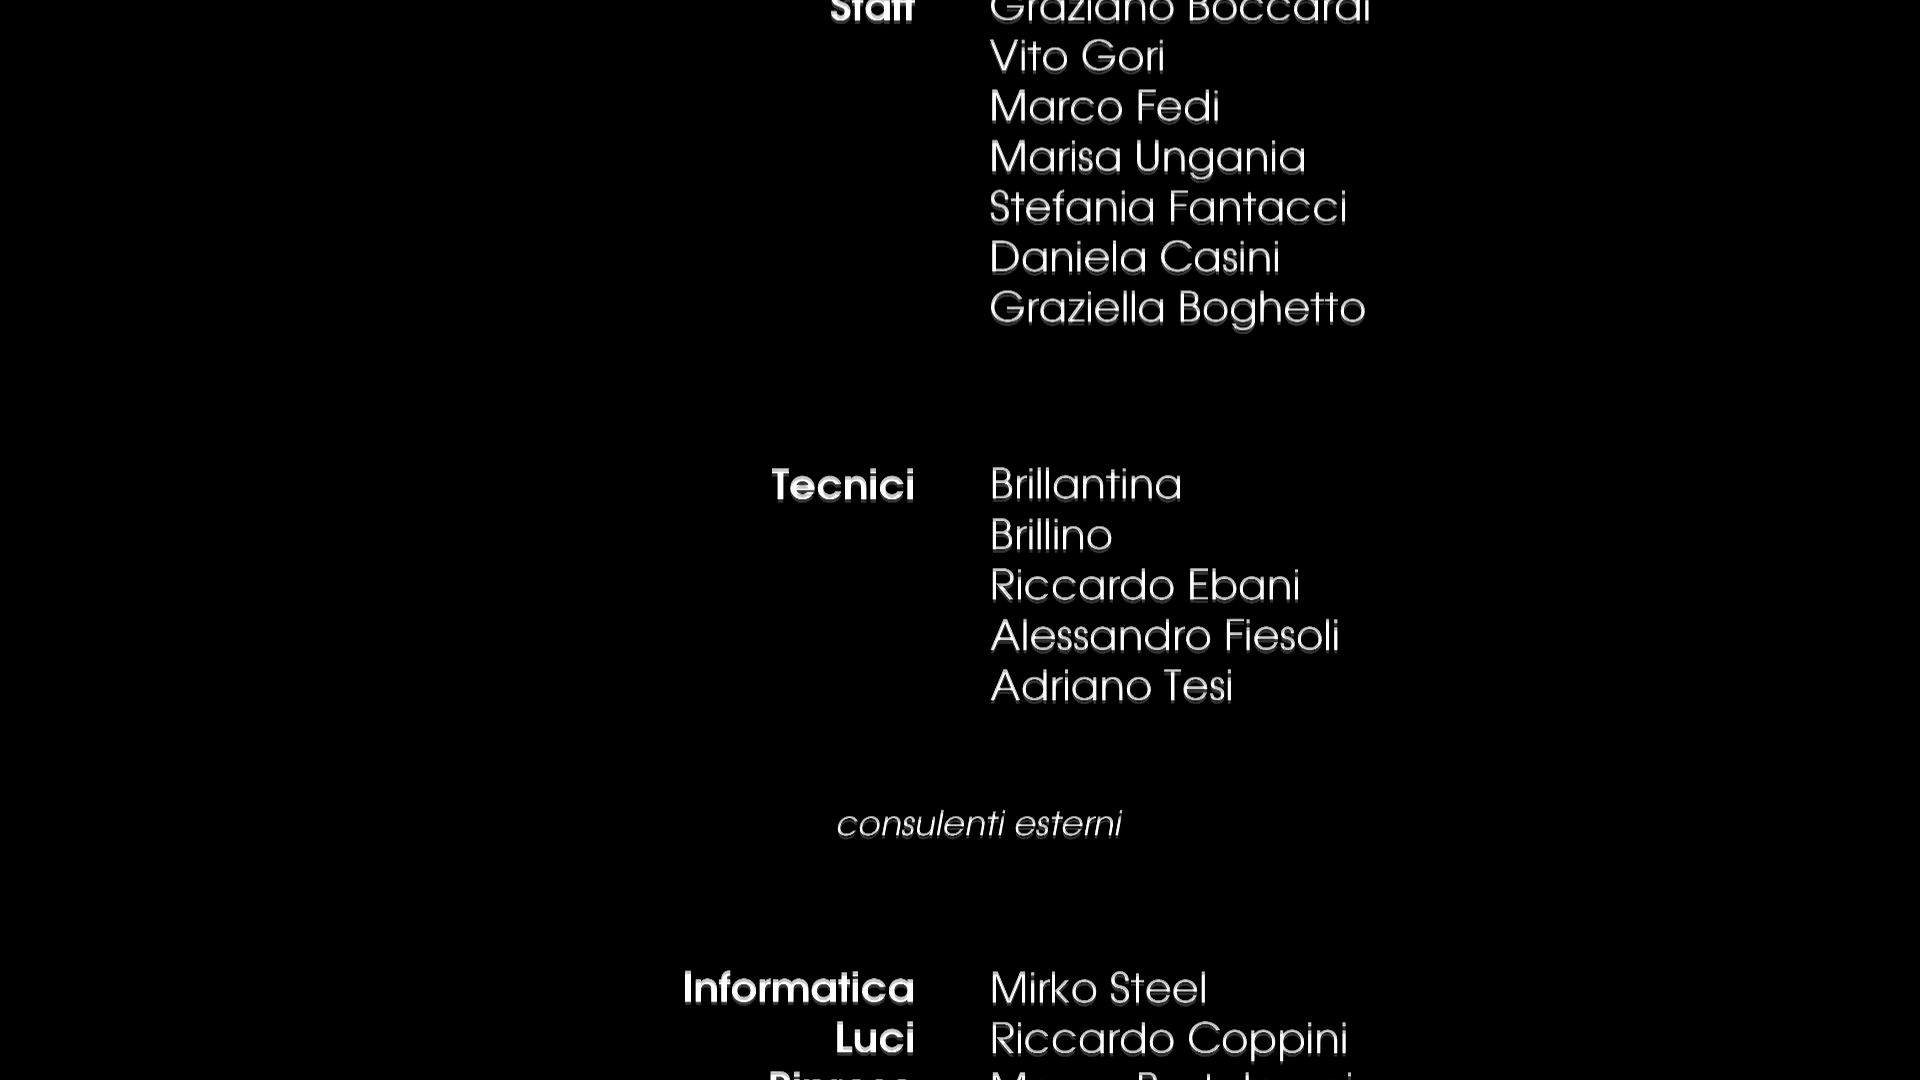 Staff Graziano Boccardi
Vito Gori
Marco Fedi
Marisa Ungania
Stefania Fantacci
Daniela Casini
Graziella Boghetto
Tecnici Brillantina
Brillino
Riccardo Ebani
Alessandro Fiesoli
Adriano Tesi
consulenti esterni
Informatica Mirko Steel
Luci Riccardo Coppini